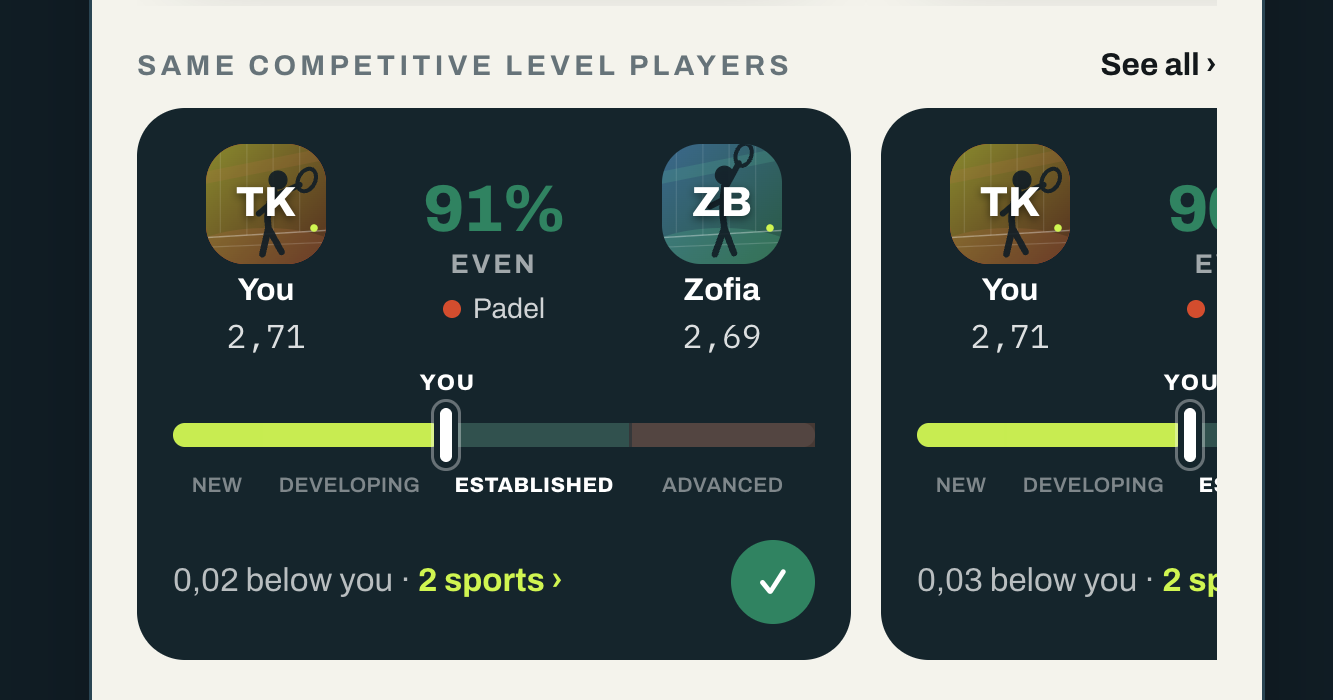 SAME COMPETITIVE LEVEL PLAYERS
See all ›
TK
91%
ZB
EVEN
You
Padel
Zofia
2,71
2,69
YOU
NEW DEVELOPING ESTABLISHED ADVANCED
0,02 below you · 2 sports ›
TK
You
2,71
YOU
NEW DEVELOPING
0,03 below you · 2 sp